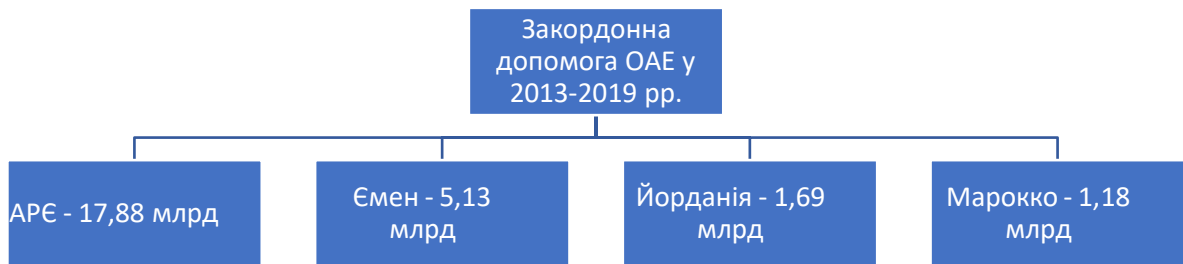 Закордонна
допомога ОАЕ у
2013-2019 рр.
АРЄ - 17,88 млрд
Ємен - 5,13
млрд
Йорданія - 1,69
млрд
Марокко - 1,18
млрд